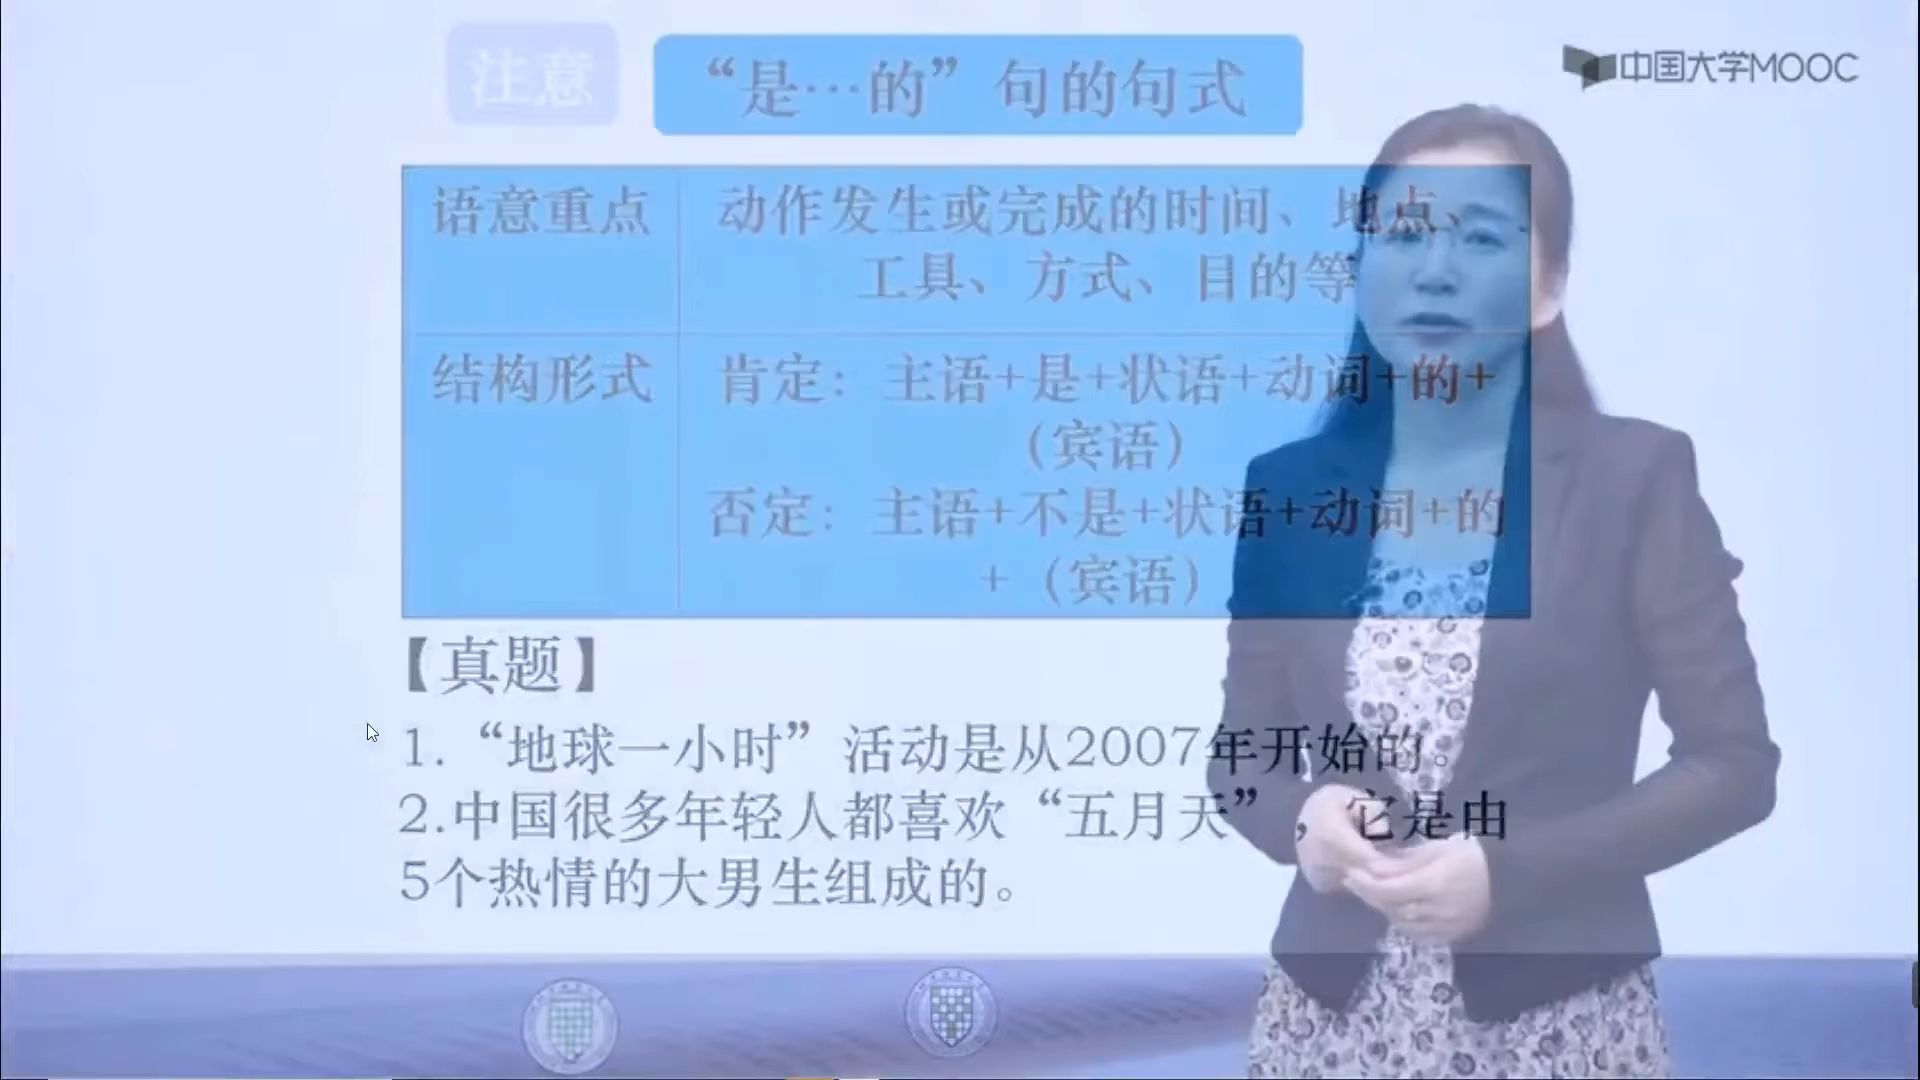 注意
“是…的”句的句式
中国大学MOOC
语意重点
动作发生或完成的时间、地点、
工具、方式、目的等
结构形式
肯定：主语+是+状语+动词+的+
（宾语）
否定：主语+不是+状语+动词+的
+（宾语）
【真题】
1.“地球一小时”活动是从2007年开始的。
2.中国很多年轻人都喜欢“五月天”，它是由
5个热情的大男生组成的。